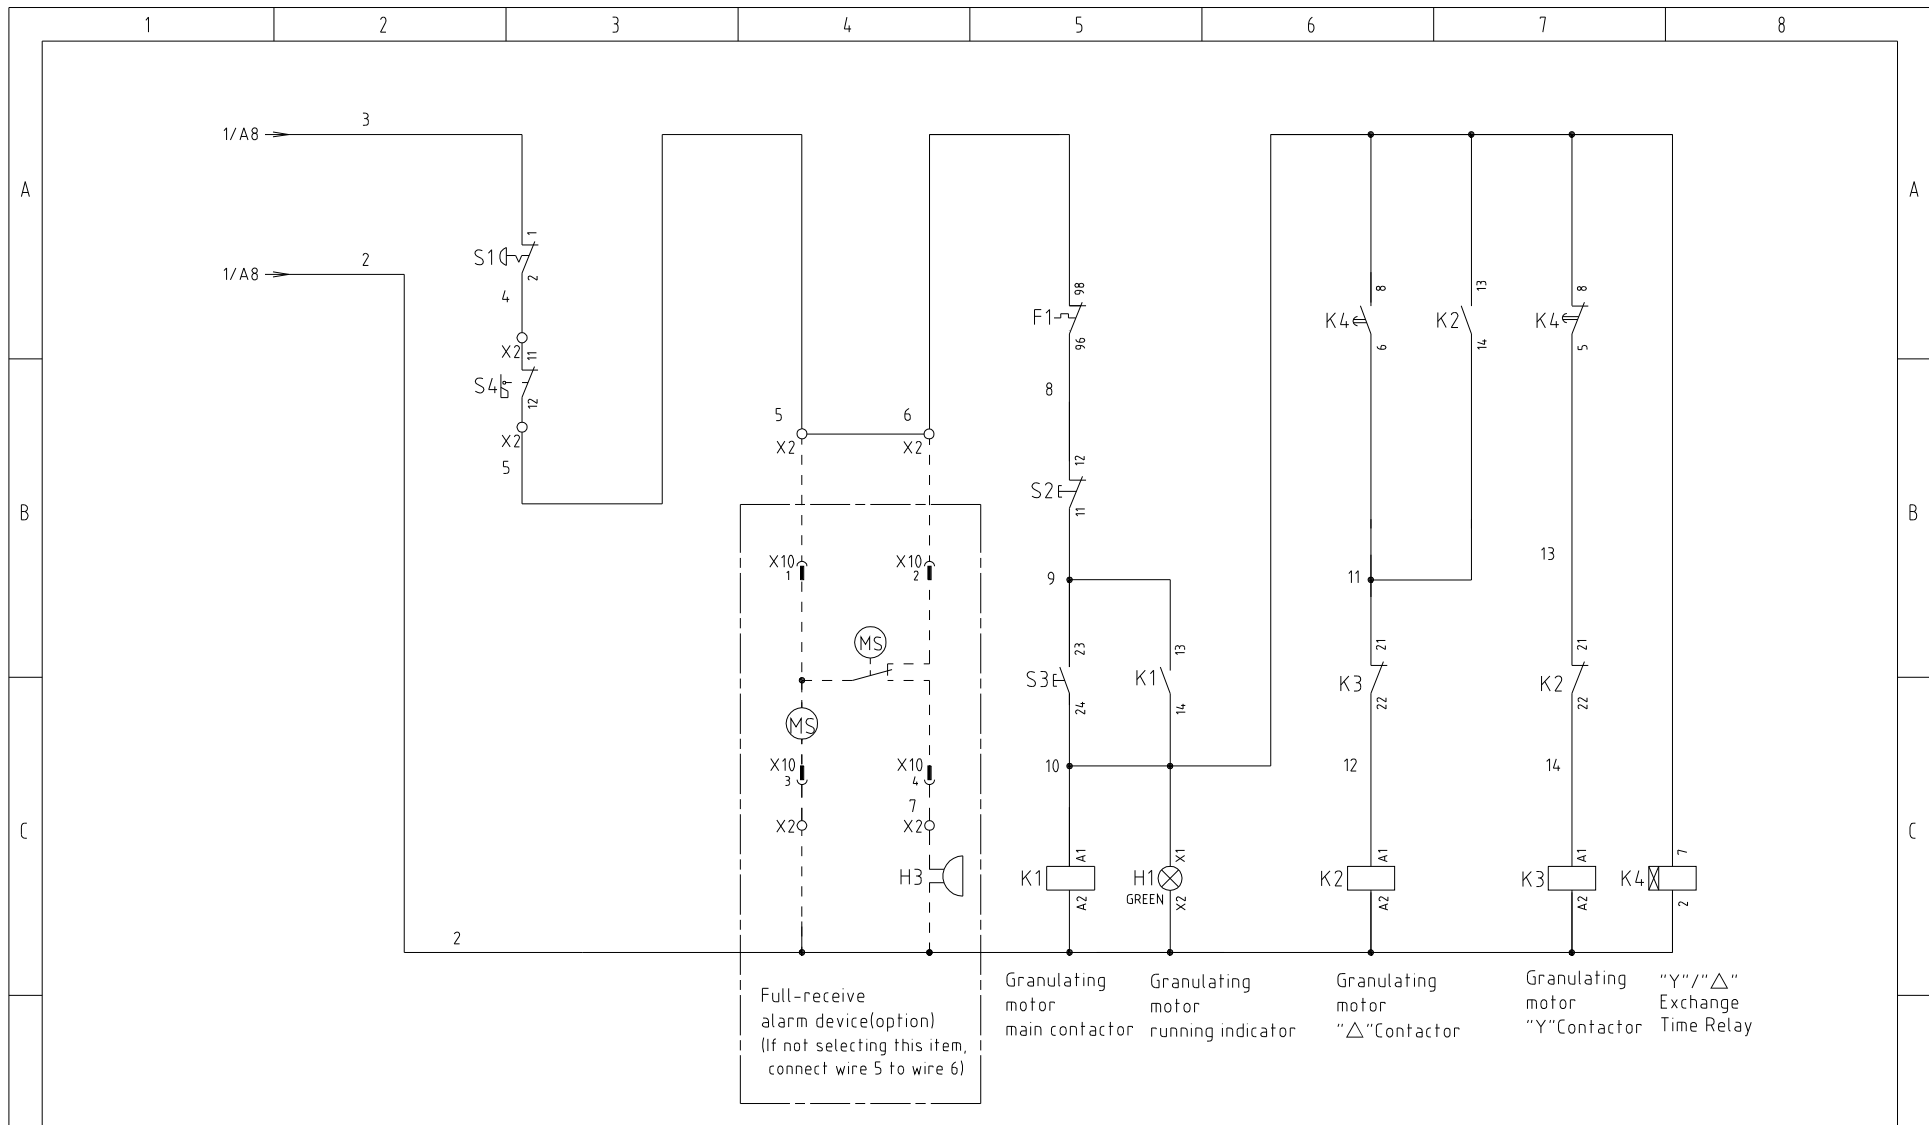 1 2 3 4 5 6 7 8
1/A8 3
A A
1/A8 2
S1 1
2
4
X2
S4 11
12
X2
5
5 6
X2 X2
X10 1 X10 2
MS
MS
X10 3 X10 4
7
X2 X2
H3
98
F1
96
8
12
S2
11
9
23 13
S3 K1
24 14
10
A1 X1
K1 H1
GREEN
A2 X2
8 13 8
K4 K2 K4
6 14 5
B B
13
11
21 21
K3 K2
22 22
12 14
C C
A1 A1 7
K2 K3 K4
A2 A2 2
2
Full-receive
alarm device(option)
(If not selecting this item,
connect wire 5 to wire 6)
Granulating
motor
main contactor
Granulating
motor
running indicator
Granulating
motor
"△"Contactor
Granulating
motor
"Y"Contactor
"Y"/"△"
Exchange
Time Relay